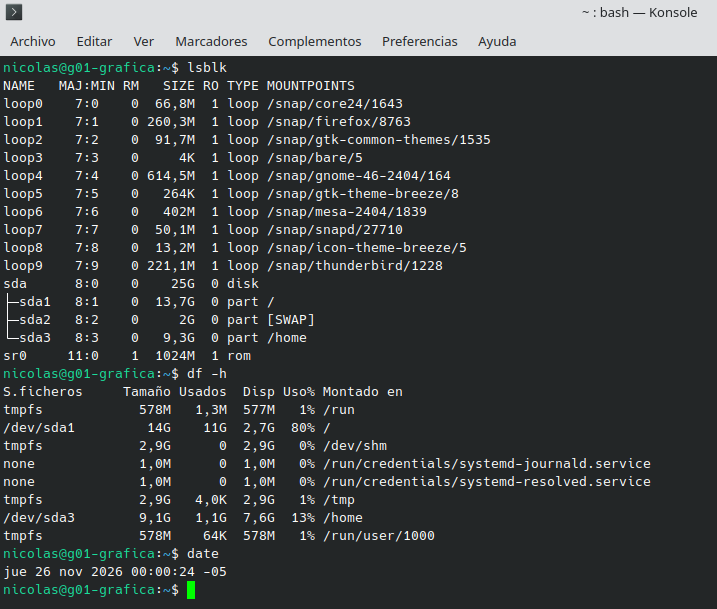 ~ : bash — Konsole
Archivo Editar Ver Marcadores Complementos Preferencias Ayuda
nicolas@g01-grafica:~$ lsblk
NAME   MAJ:MIN RM   SIZE RO TYPE MOUNTPOINTS
loop0    7:0    0  66,8M  1 loop /snap/core24/1643
loop1    7:1    0 260,3M  1 loop /snap/firefox/8763
loop2    7:2    0  91,7M  1 loop /snap/gtk-common-themes/1535
loop3    7:3    0     4K  1 loop /snap/bare/5
loop4    7:4    0 614,5M  1 loop /snap/gnome-46-2404/164
loop5    7:5    0   264K  1 loop /snap/gtk-theme-breeze/8
loop6    7:6    0   402M  1 loop /snap/mesa-2404/1839
loop7    7:7    0  50,1M  1 loop /snap/snapd/27710
loop8    7:8    0  13,2M  1 loop /snap/icon-theme-breeze/5
loop9    7:9    0 221,1M  1 loop /snap/thunderbird/1228
sda      8:0    0    25G  0 disk
├─sda1   8:1    0  13,7G  0 part /
├─sda2   8:2    0     2G  0 part [SWAP]
└─sda3   8:3    0   9,3G  0 part /home
sr0     11:0    1  1024M  1 rom
nicolas@g01-grafica:~$ df -h
S.ficheros     Tamaño Usados  Disp Uso% Montado en
tmpfs            578M   1,3M  577M   1% /run
/dev/sda1         14G    11G  2,7G  80% /
tmpfs            2,9G      0  2,9G   0% /dev/shm
none             1,0M      0  1,0M   0% /run/credentials/systemd-journald.service
none             1,0M      0  1,0M   0% /run/credentials/systemd-resolved.service
tmpfs            2,9G   4,0K  2,9G   1% /tmp
/dev/sda3        9,1G   1,1G  7,6G  13% /home
tmpfs            578M    64K  578M   1% /run/user/1000
nicolas@g01-grafica:~$ date
jue 26 nov 2026 00:00:24 -05
nicolas@g01-grafica:~$